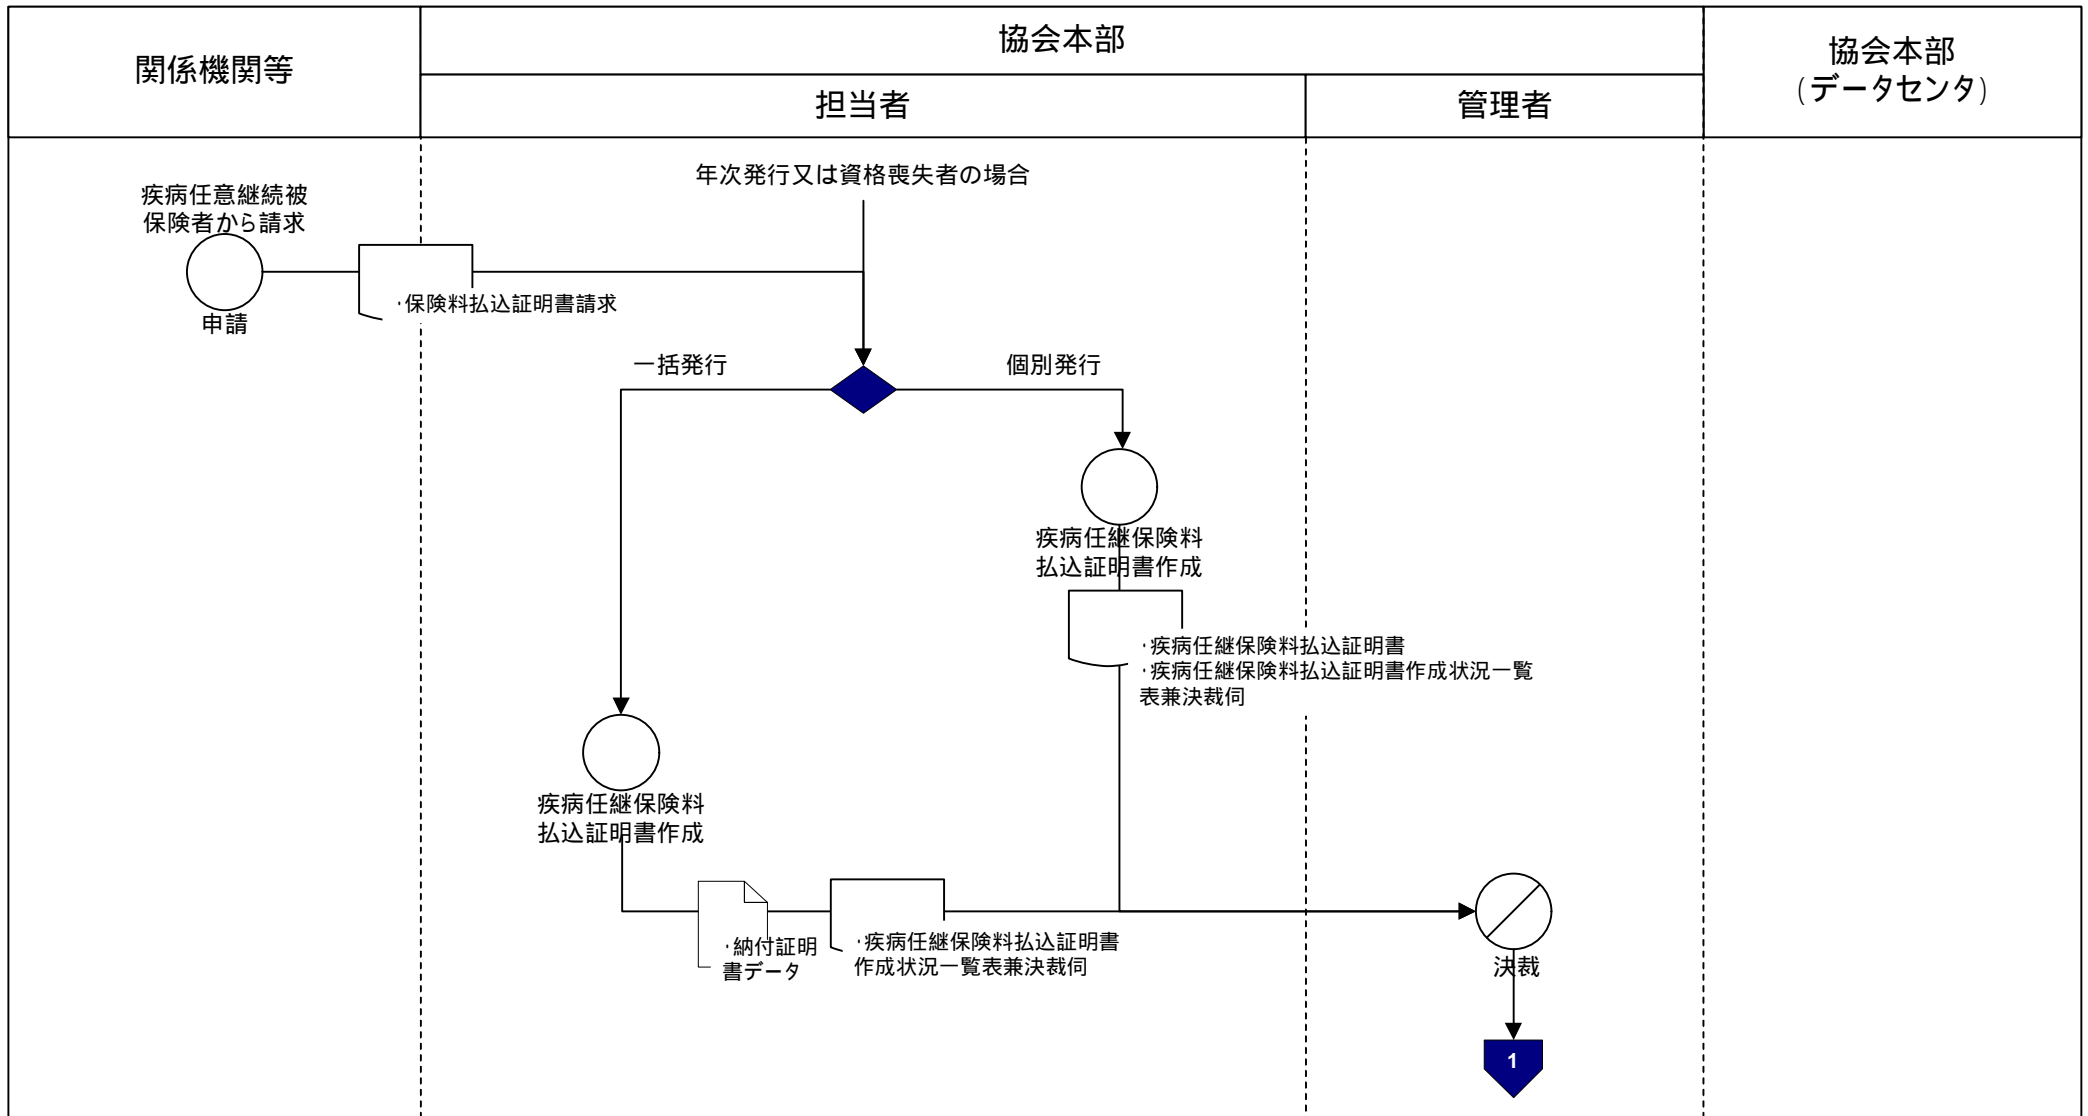 関係機関等
協会本部
担当者
管理者
協会本部
(データセンタ)
年次発行又は資格喪失者の場合
疾病任意継続被
保険者から請求
申請
・保険料払込証明書請求
一括発行
個別発行
疾病任継保険料
払込証明書作成
・疾病任継保険料払込証明書
・疾病任継保険料払込証明書作成状況一覧
表兼決裁伺
疾病任継保険料
払込証明書作成
・納付証明
書データ
・疾病任継保険料払込証明書
作成状況一覧表兼決裁伺
決裁
1